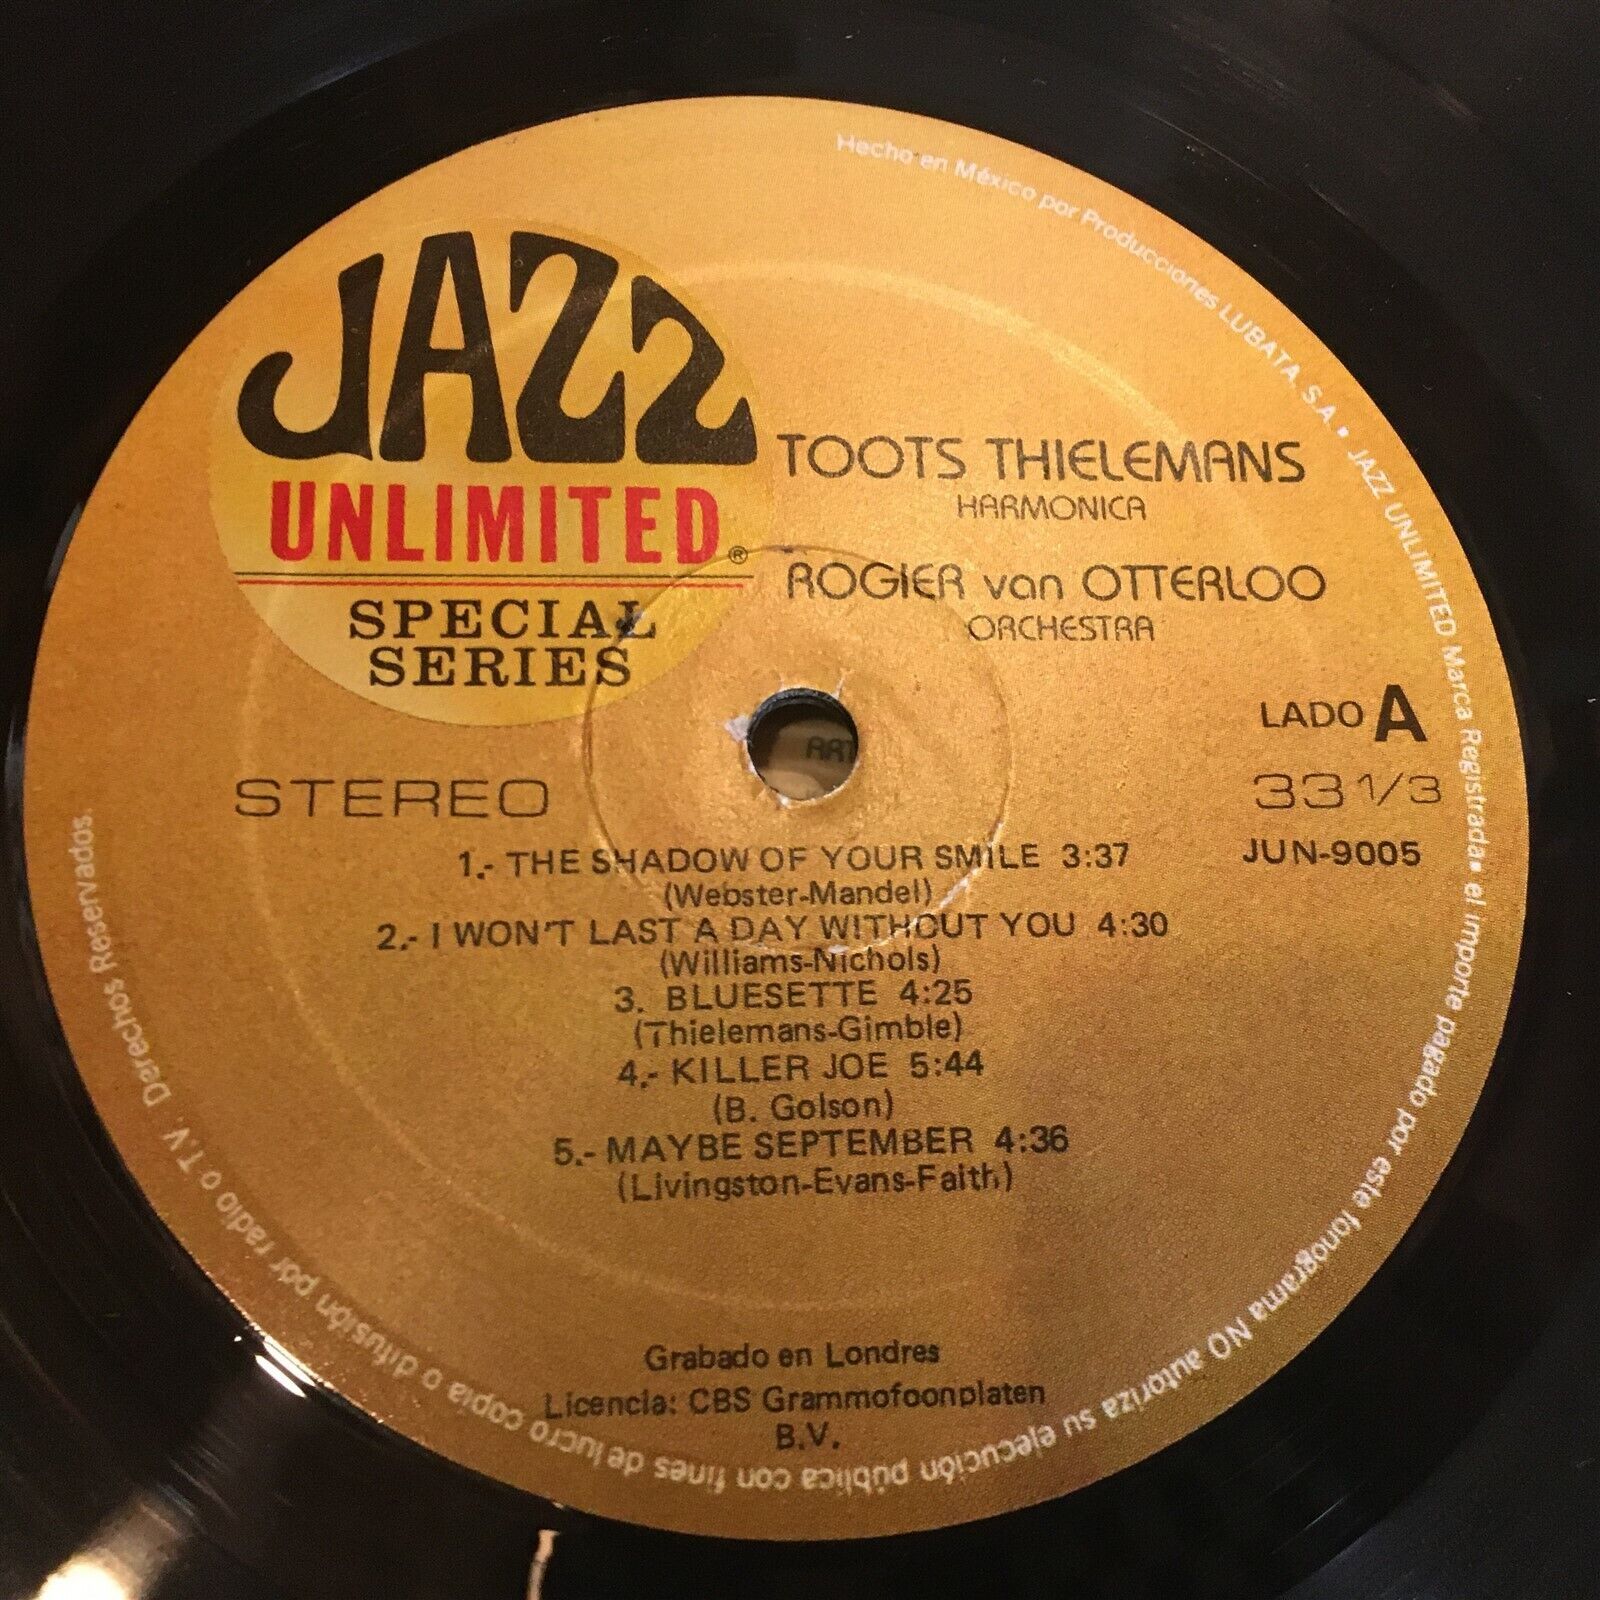 JAZZ
UNLIMITED®
SPECIAL
SERIES
TOOTS THIELEMANS
HARMONICA
ROGIER van OTTERLOO
ORCHESTRA
LADO A
STEREO
33 1/3
JUN-9005
1.- THE SHADOW OF YOUR SMILE 3:37
(Webster-Mandel)
2.- I WON'T LAST A DAY WITHOUT YOU 4:30
(Williams-Nichols)
3. BLUESETTE 4:25
(Thielemans-Gimble)
4.- KILLER JOE 5:44
(B. Golson)
5.- MAYBE SEPTEMBER 4:36
(Livingston-Evans-Faith)
Grabado en Londres
Licencia: CBS Grammofoonplaten
B.V.
Hecho en México por Producciones LUBATA, S.A. • JAZZ UNLIMITED Marca Registrada • el importe pagado por este fonograma NO autoriza su ejecución pública con fines de lucro copia o difusión por radio o T.V. Derechos Reservados.